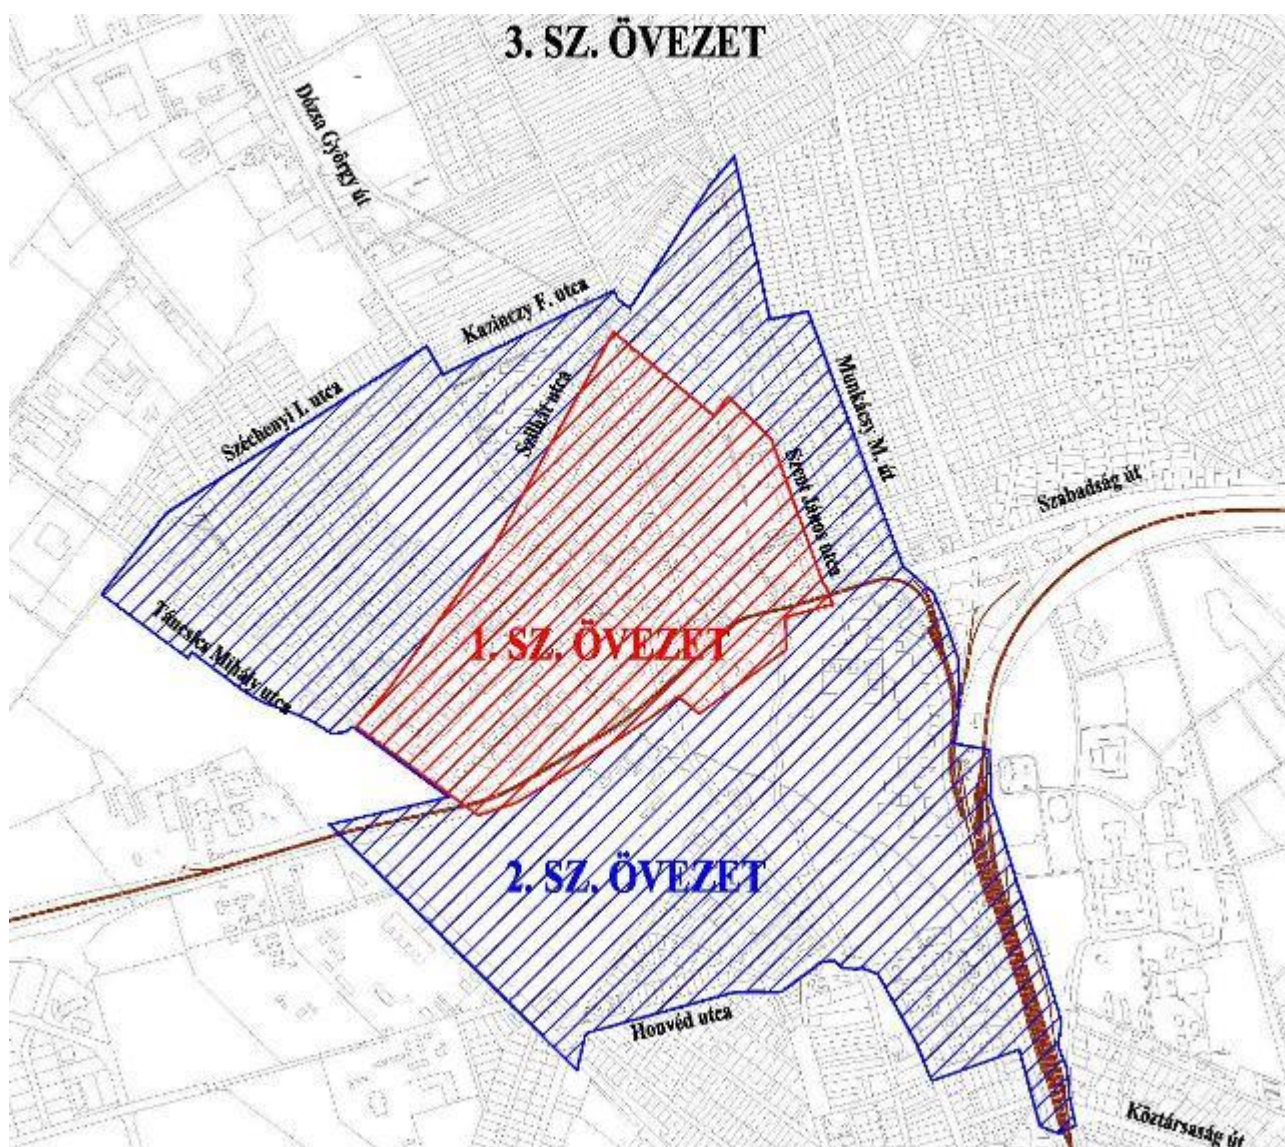 3. SZ. ÖVEZET
Dózsa György út
Kazinczy F. utca
Széchenyi I. utca
Szilhát utca
Munkácsy M. út
Szent János utca
Szabadság út
Táncsics Mihály utca
1. SZ. ÖVEZET
2. SZ. ÖVEZET
Honvéd utca
Köztársaság út